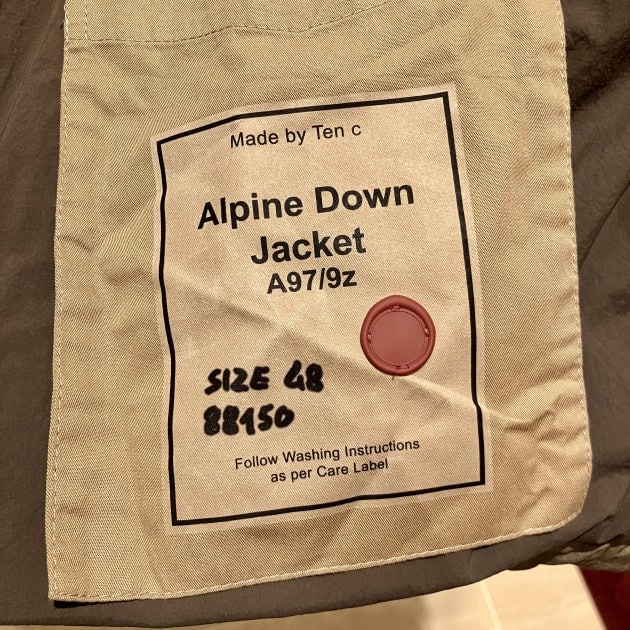 Made by Ten c
Alpine Down
Jacket
A97/9z
SIZE 48
88150
Follow Washing Instructions
as per Care Label